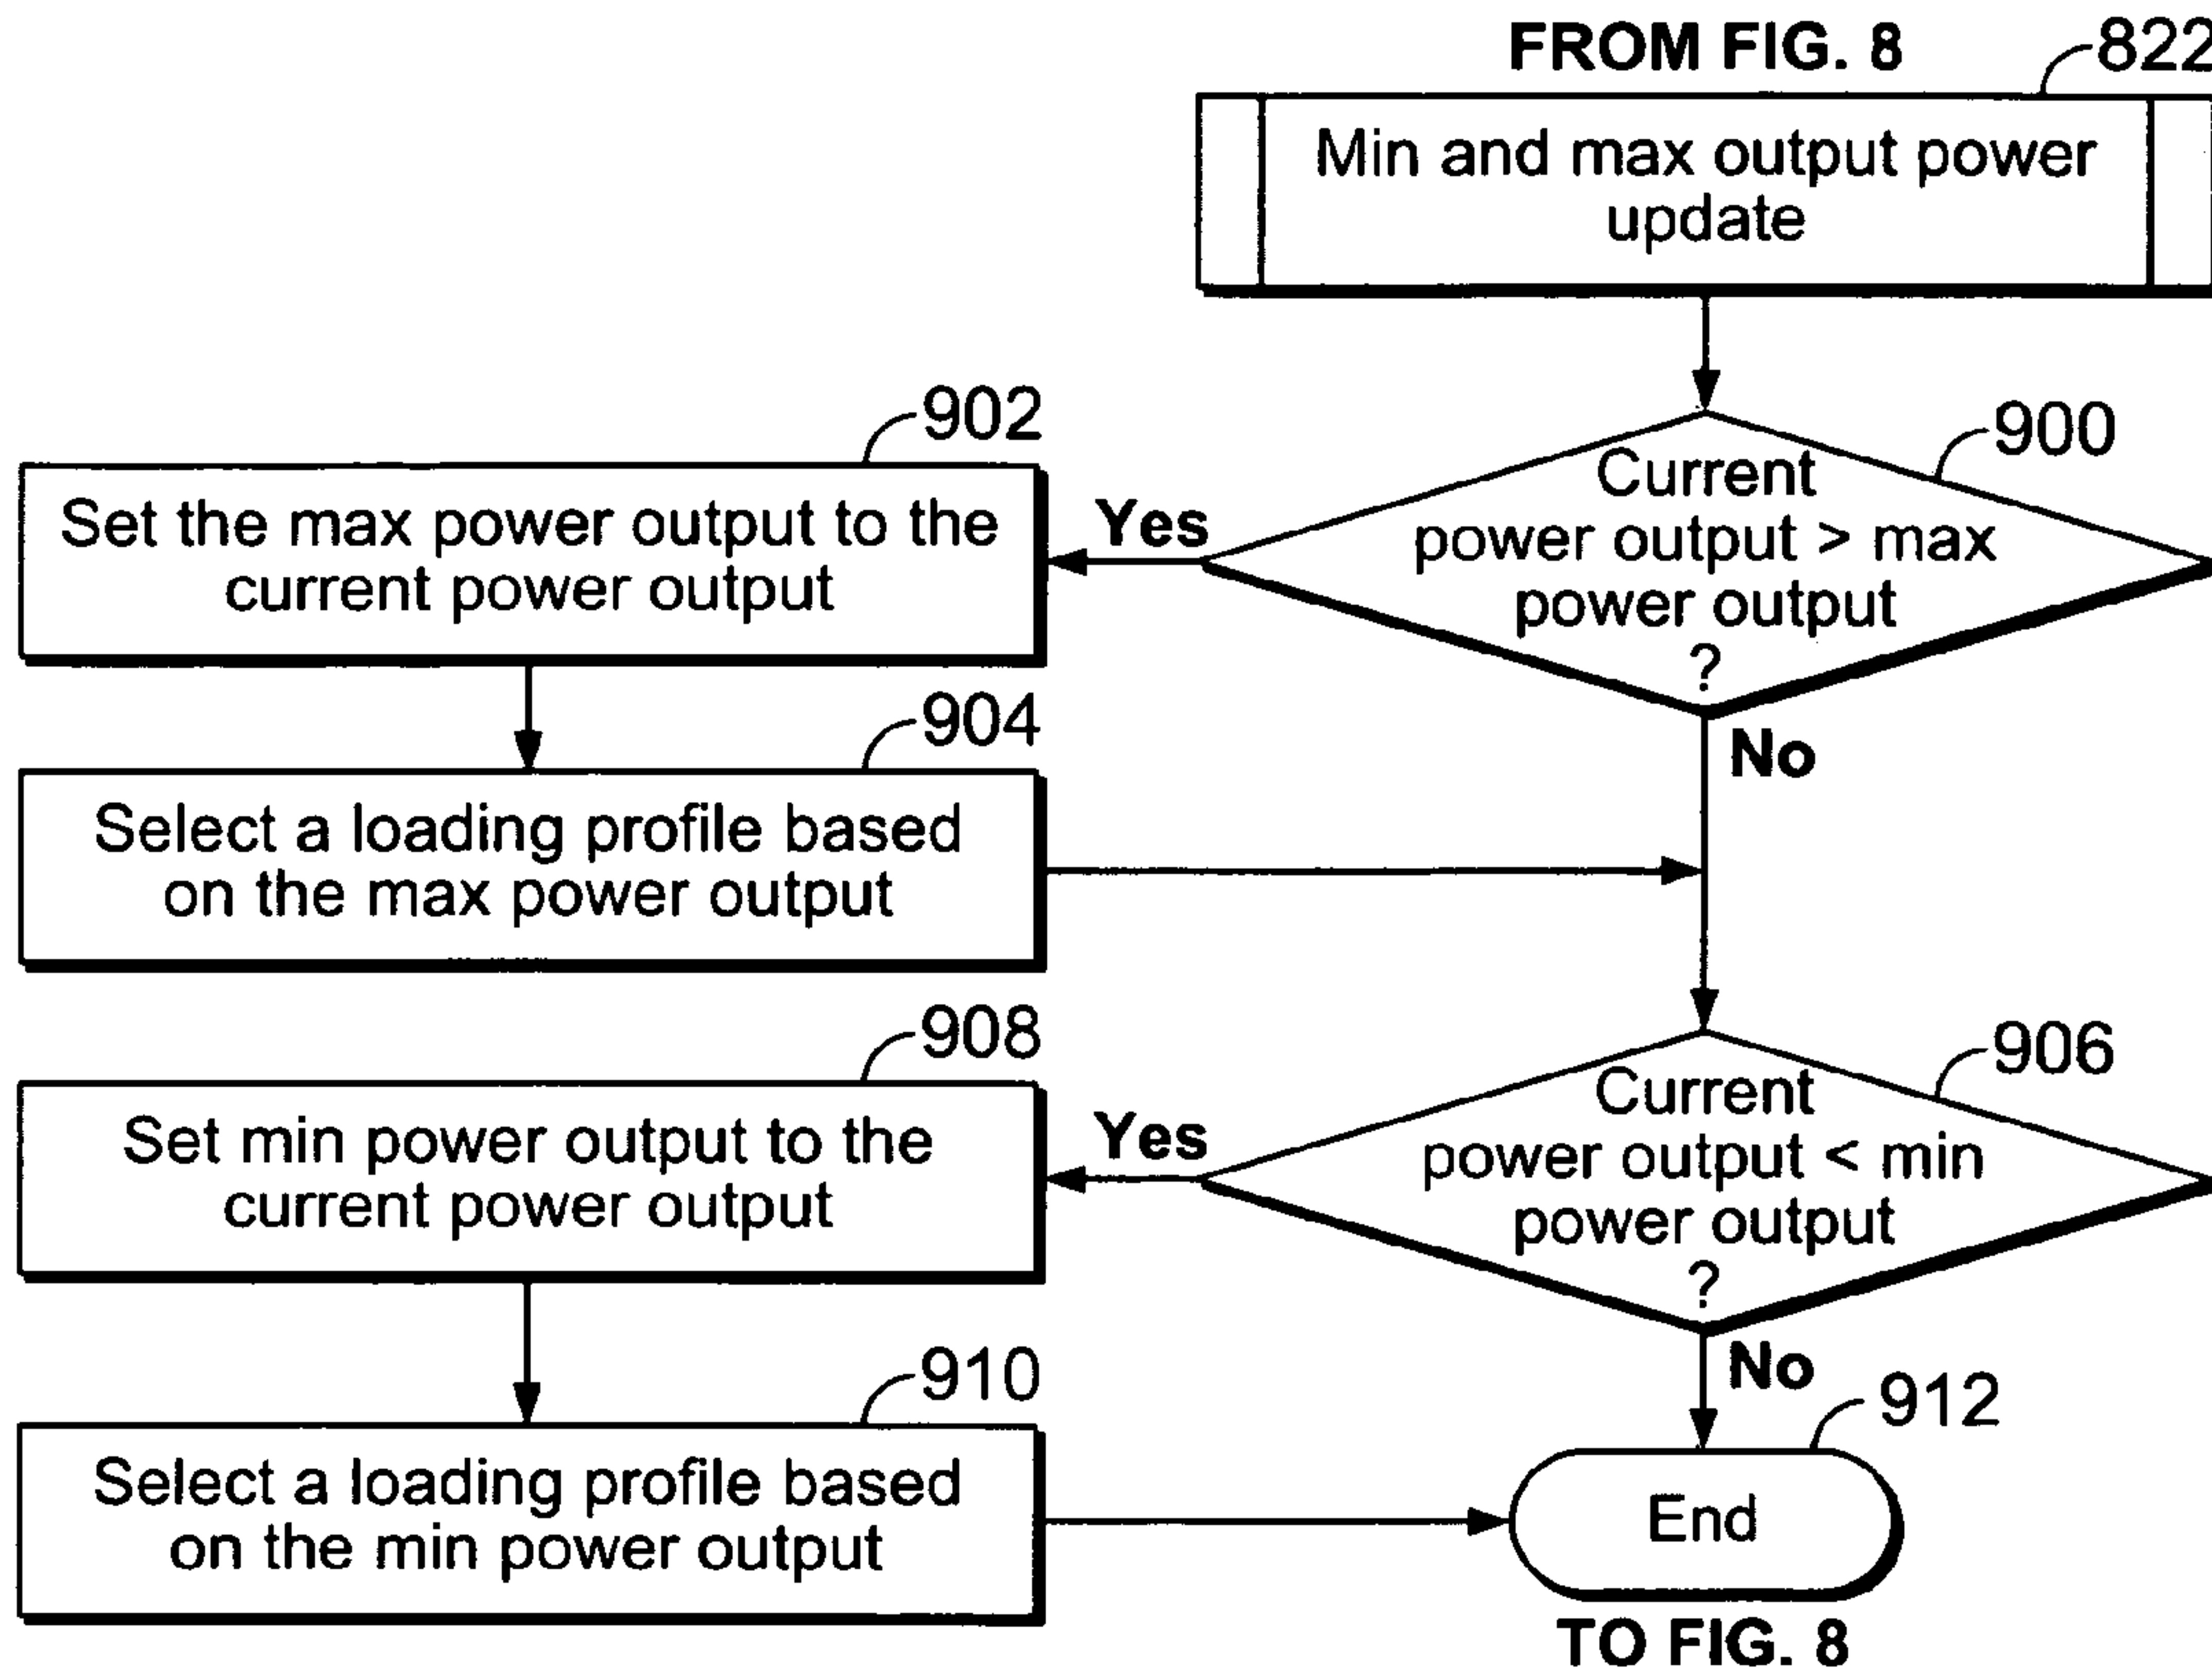 FROM FIG. 8
822
Min and max output power
update
900
Current
power output > max
power output
?
Yes
No
902
Set the max power output to the
current power output
904
Select a loading profile based
on the max power output
906
Current
power output < min
power output
?
Yes
No
908
Set min power output to the
current power output
910
Select a loading profile based
on the min power output
912
End
TO FIG. 8